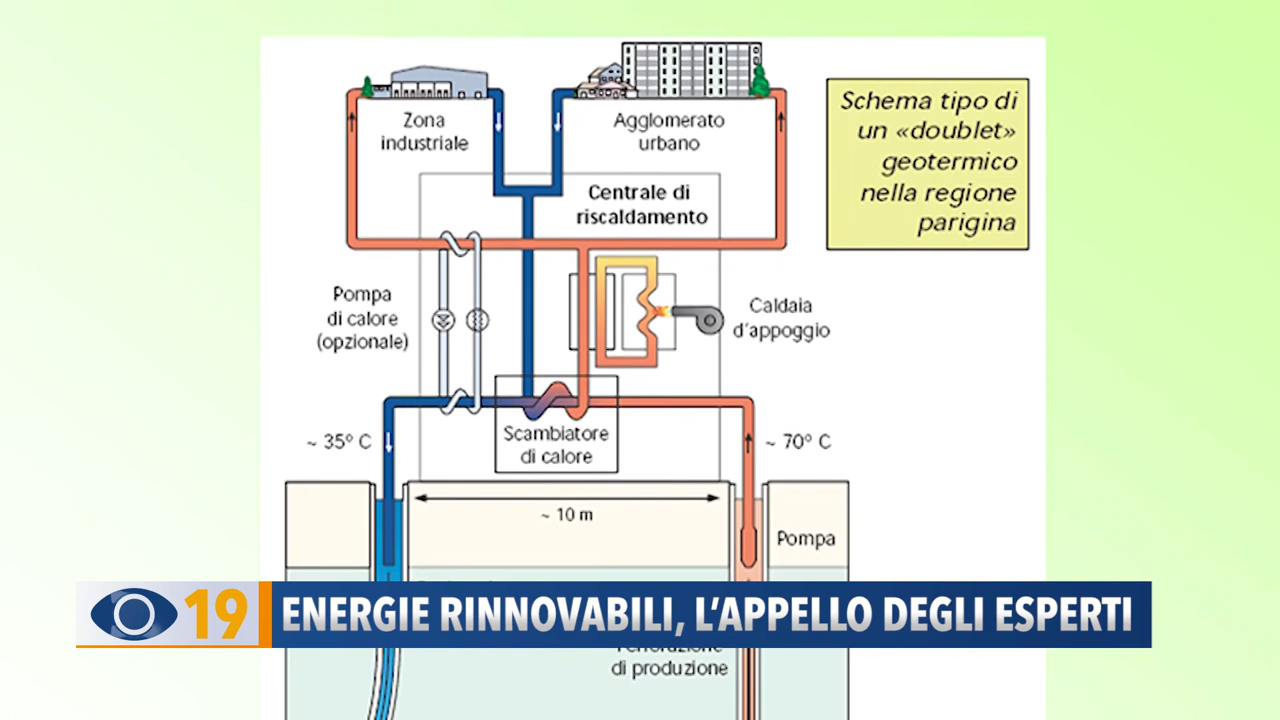 Zona
industriale
Agglomerato
urbano
Schema tipo di
un «doublet»
geotermico
nella regione
parigina
Centrale di
riscaldamento
Pompa
di calore
(opzionale)
Caldaia
d'appoggio
~ 35° C
Scambiatore
di calore
~ 70° C
~ 10 m
Pompa
19
ENERGIE RINNOVABILI, L'APPELLO DEGLI ESPERTI
di produzione